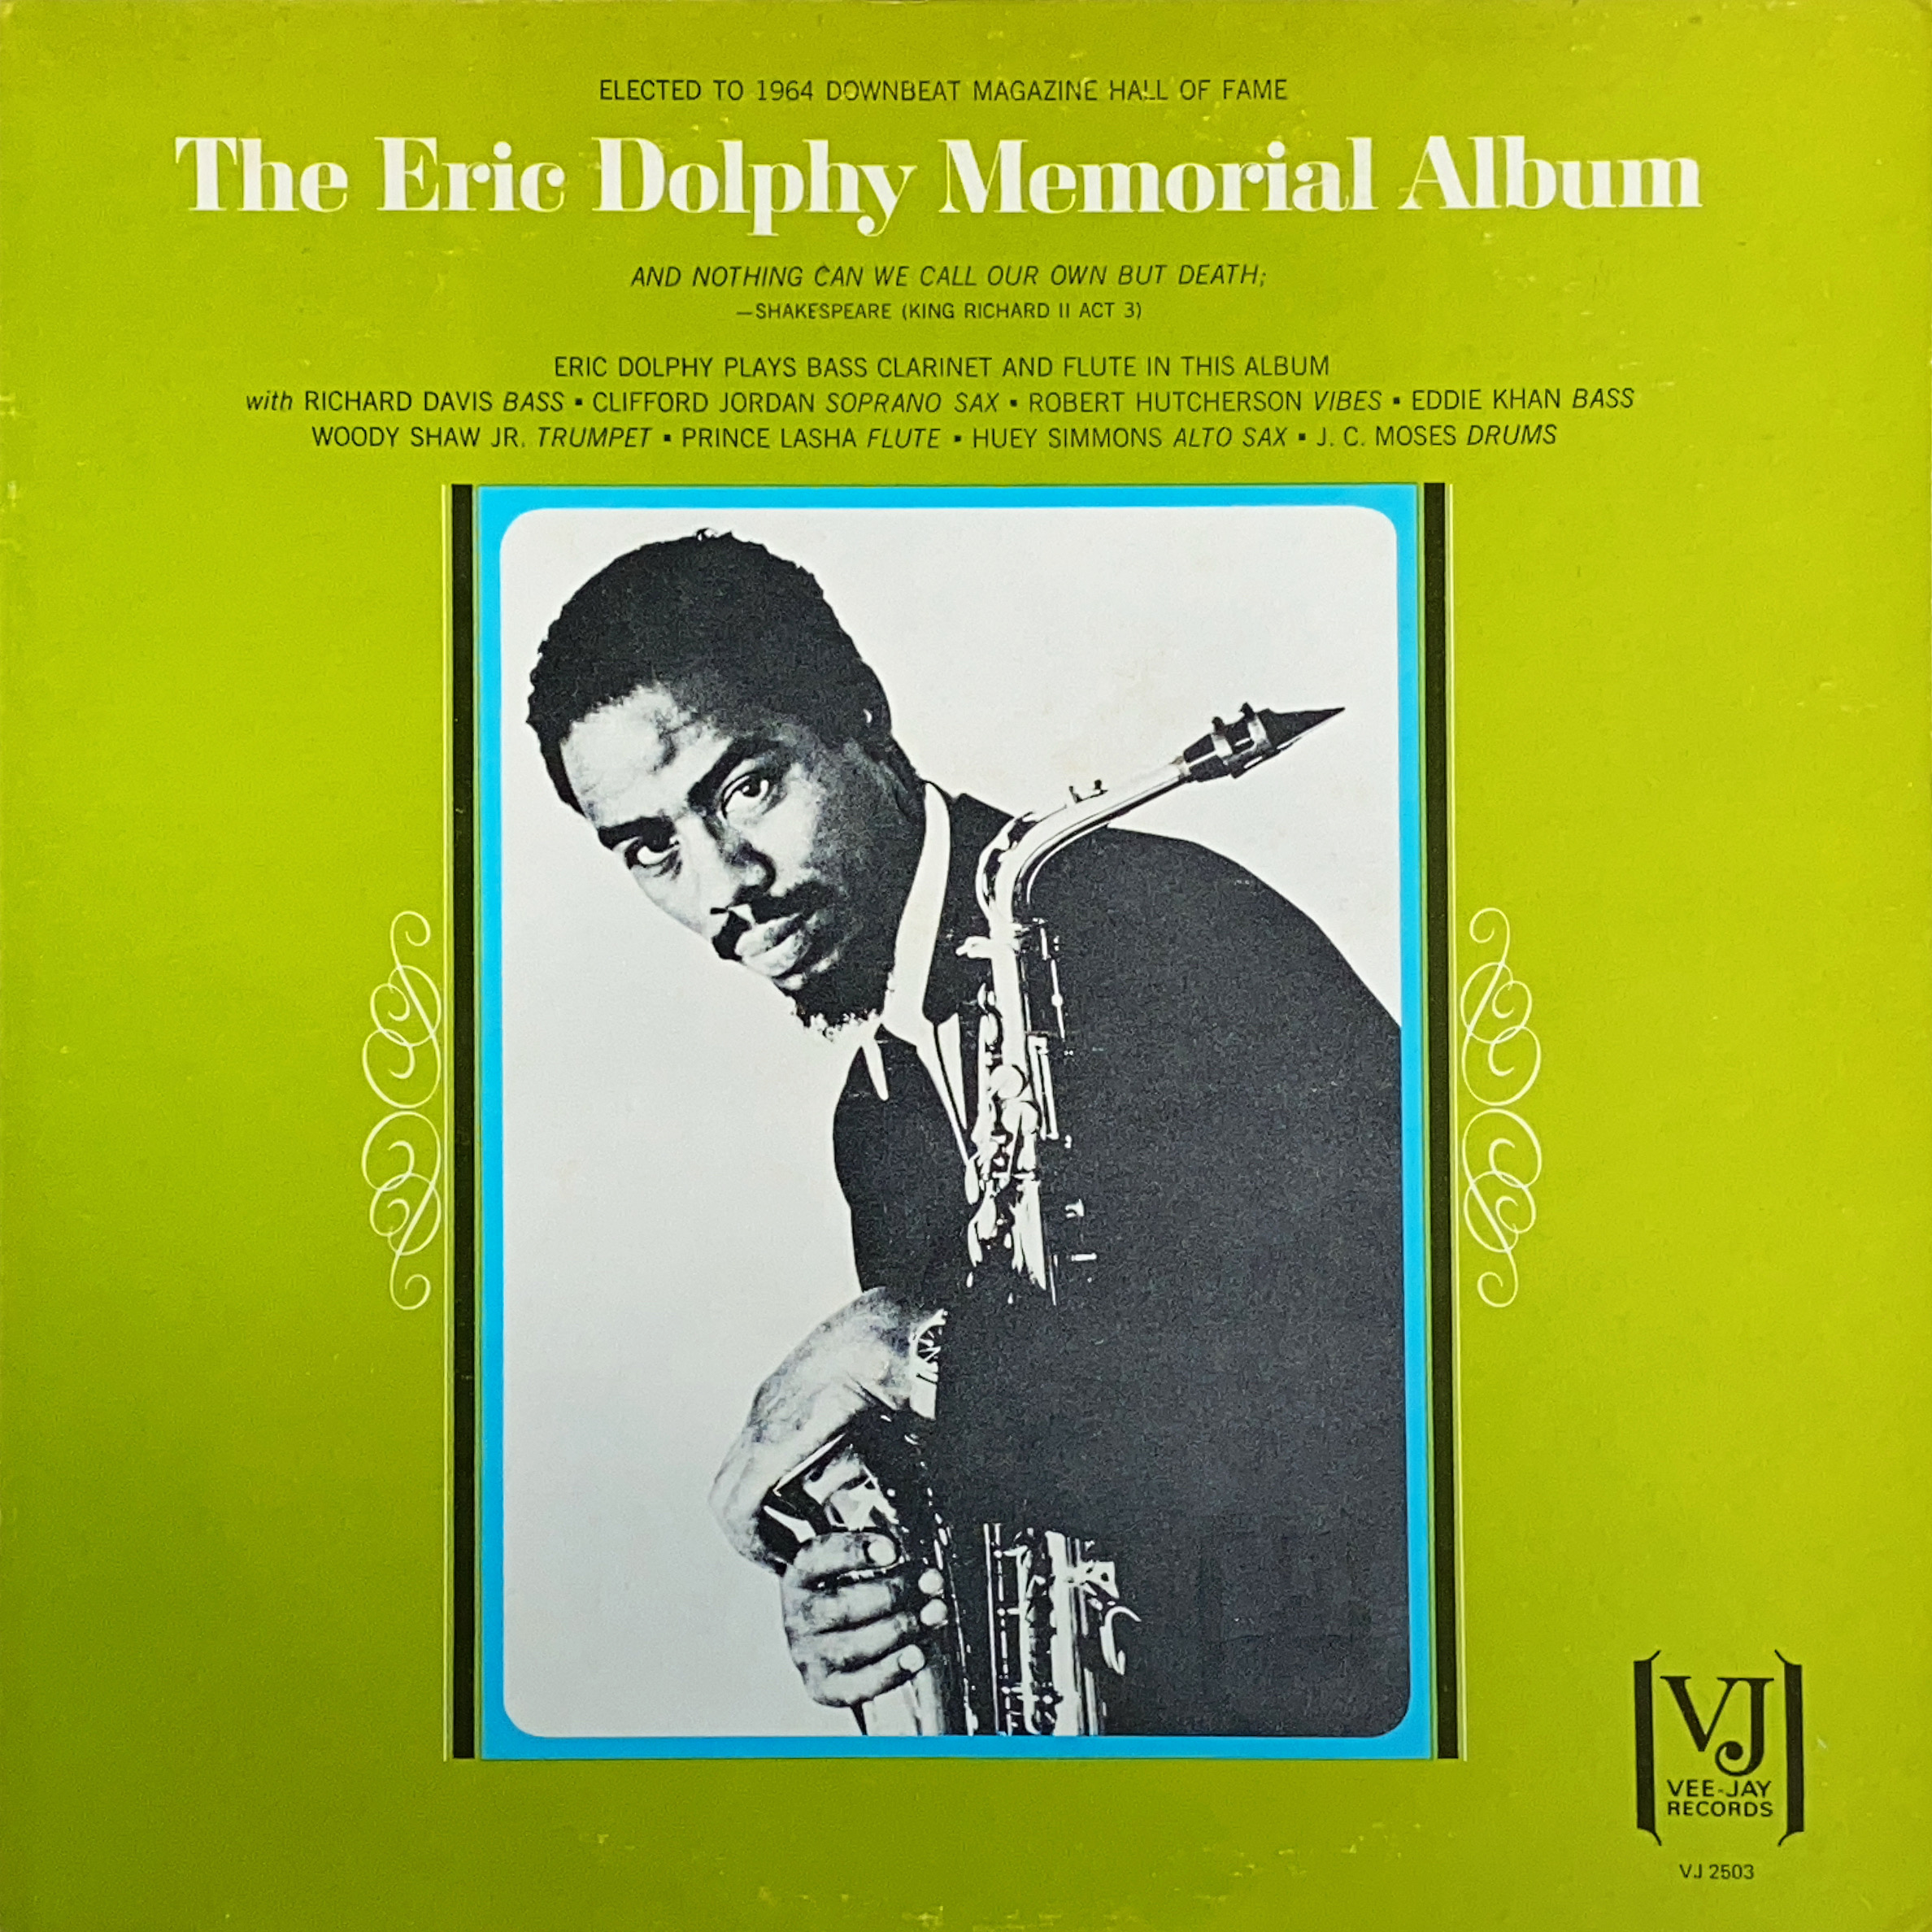 ELECTED TO 1964 DOWNBEAT MAGAZINE HALL OF FAME
The Eric Dolphy Memorial Album
AND NOTHING CAN WE CALL OUR OWN BUT DEATH;
—SHAKESPEARE (KING RICHARD II ACT 3)
ERIC DOLPHY PLAYS BASS CLARINET AND FLUTE IN THIS ALBUM
with RICHARD DAVIS BASS ▪ CLIFFORD JORDAN SOPRANO SAX ▪ ROBERT HUTCHERSON VIBES ▪ EDDIE KHAN BASS
WOODY SHAW JR. TRUMPET ▪ PRINCE LASHA FLUTE ▪ HUEY SIMMONS ALTO SAX ▪ J. C. MOSES DRUMS
VJ
VEE-JAY
RECORDS
VJ 2503